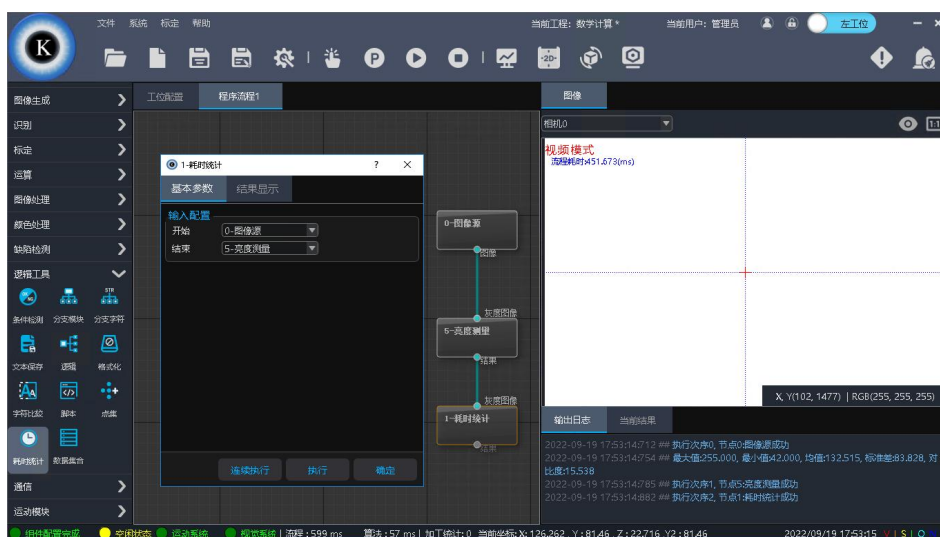 K
文件 系统 标定 帮助
当前工程: 数学计算*
当前用户: 管理员
左工位
P
-2D-
图像生成
识别
标定
运算
图像处理
颜色处理
缺陷检测
逻辑工具
条件检测 分支模块 分支字符
文本保存 逻辑 格式化
字符比较 脚本 点集
耗时统计 数据集合
通信
运动模块
工位配置 程序流程1
1-耗时统计 ?
基本参数 结果显示
输入配置
开始 0-图像源
结束 5-亮度测量
连续执行 执行 确定
0-图像源
图像
灰度图像
5-亮度测量
结果
灰度图像
1-耗时统计
结果
图像
相机0
1:1
视频模式
流程耗时:451.673(ms)
X, Y(102, 1477) | RGB(255, 255, 255)
输出日志 当前结果
2022-09-19 17:53:14:712 ## 执行次序0, 节点0:图像源成功
2022-09-19 17:53:14:754 ## 最大值:255.000, 最小值:42.000, 均值:132.515, 标准差:83.828, 对
比度:15.538
2022-09-19 17:53:14:785 ## 执行次序1, 节点5:亮度测量成功
2022-09-19 17:53:14:882 ## 执行次序2, 节点1:耗时统计成功
组件配置完成 空闲状态 运动系统 视觉系统 | 流程 : 599 ms 算法 : 57 ms | 加工统计: 0 当前坐标: X: 126.262 , Y : 81.46 , Z : 22.716 ,Y2 : 81.46 2022/09/19 17:53:15 V | S | O